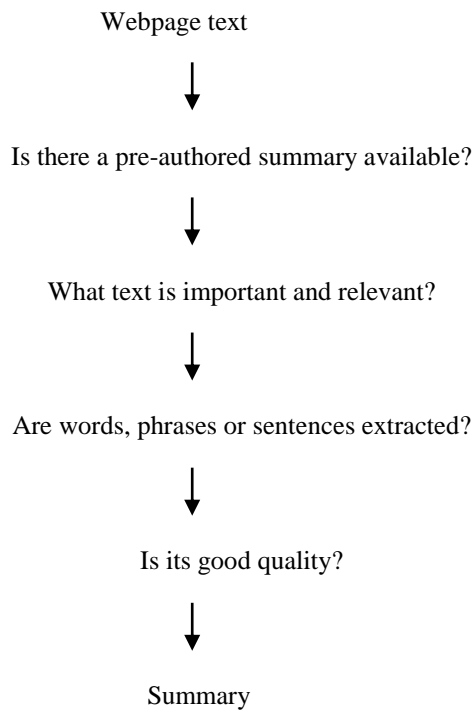 Webpage text
Is there a pre-authored summary available?
What text is important and relevant?
Are words, phrases or sentences extracted?
Is its good quality?
Summary